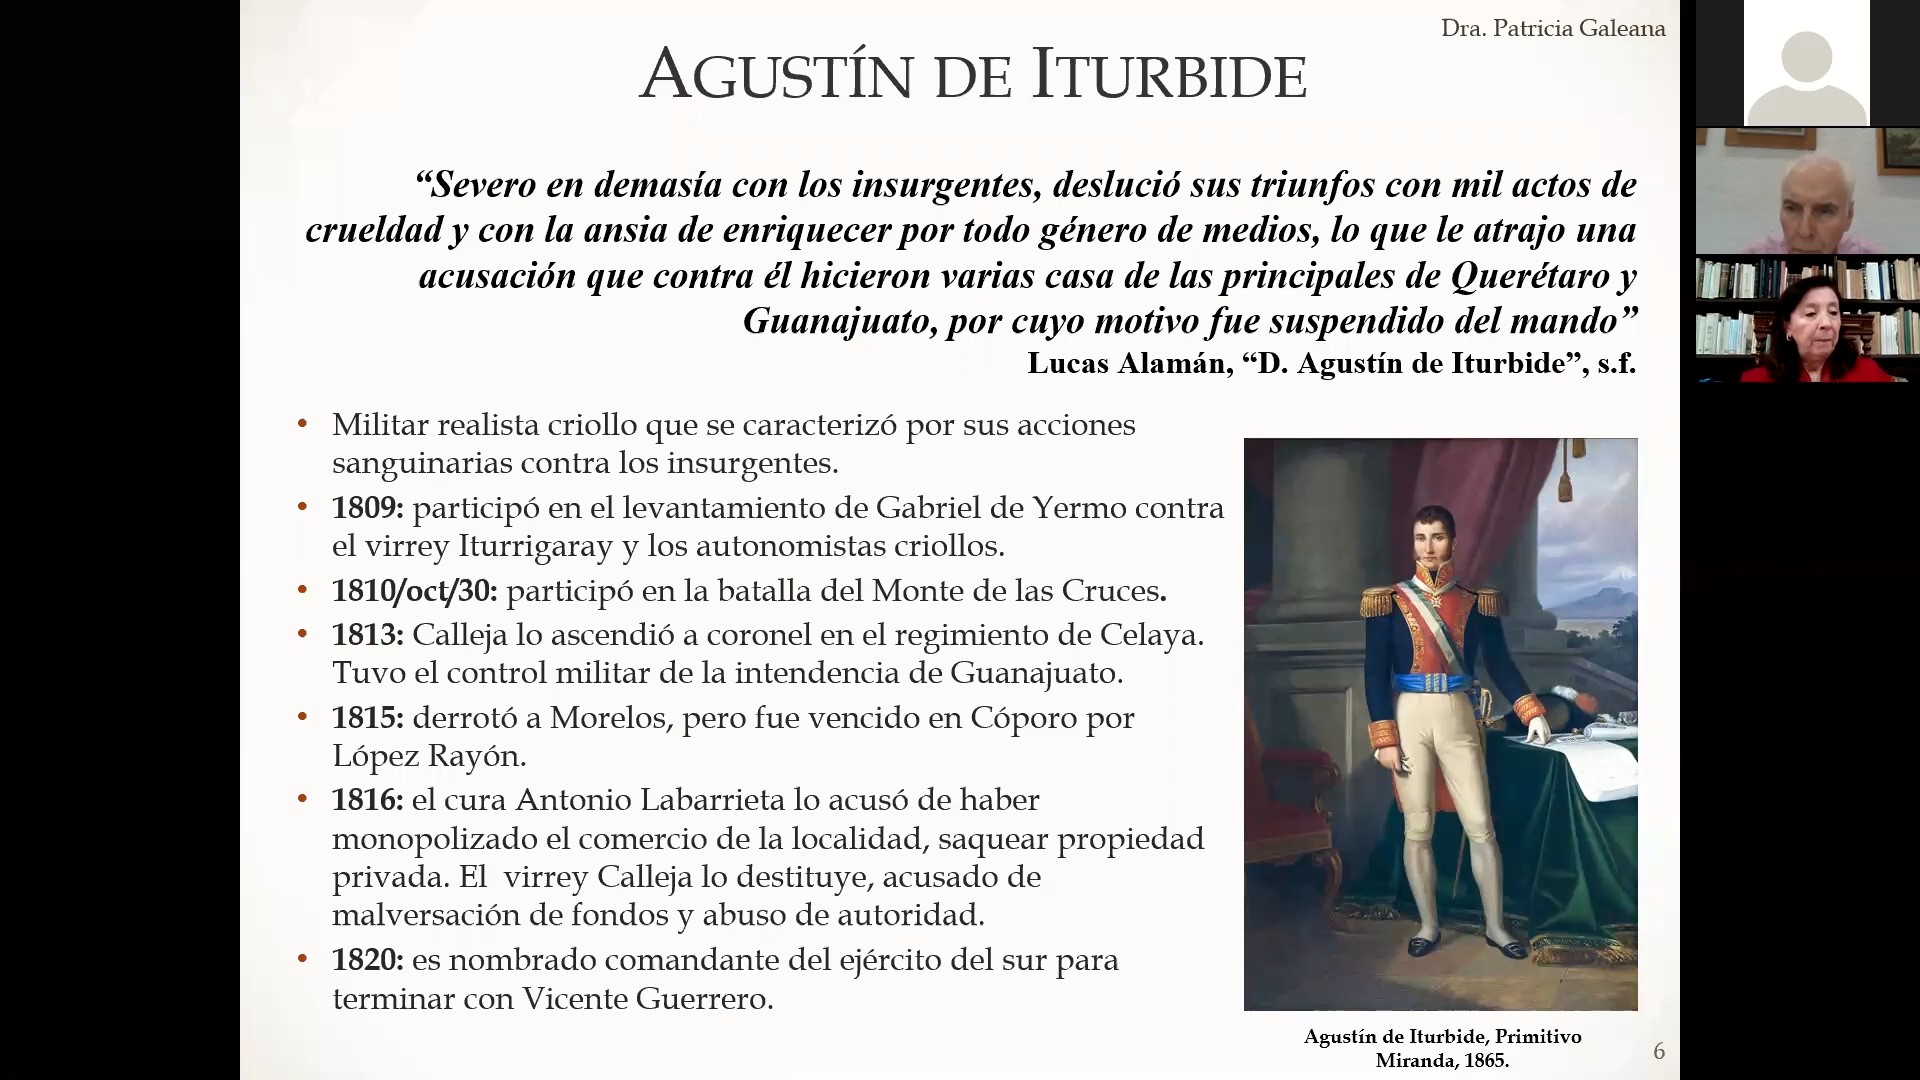 Dra. Patricia Galeana
AGUSTÍN DE ITURBIDE
“Severo en demasía con los insurgentes, deslució sus triunfos con mil actos de
crueldad y con la ansia de enriquecer por todo género de medios, lo que le atrajo una
acusación que contra él hicieron varias casa de las principales de Querétaro y
Guanajuato, por cuyo motivo fue suspendido del mando”
Lucas Alamán, “D. Agustín de Iturbide”, s.f.
• Militar realista criollo que se caracterizó por sus acciones
sanguinarias contra los insurgentes.
• 1809: participó en el levantamiento de Gabriel de Yermo contra
el virrey Iturrigaray y los autonomistas criollos.
• 1810/oct/30: participó en la batalla del Monte de las Cruces.
• 1813: Calleja lo ascendió a coronel en el regimiento de Celaya.
Tuvo el control militar de la intendencia de Guanajuato.
• 1815: derrotó a Morelos, pero fue vencido en Cóporo por
López Rayón.
• 1816: el cura Antonio Labarrieta lo acusó de haber
monopolizado el comercio de la localidad, saquear propiedad
privada. El  virrey Calleja lo destituye, acusado de
malversación de fondos y abuso de autoridad.
• 1820: es nombrado comandante del ejército del sur para
terminar con Vicente Guerrero.
Agustín de Iturbide, Primitivo
Miranda, 1865.
6